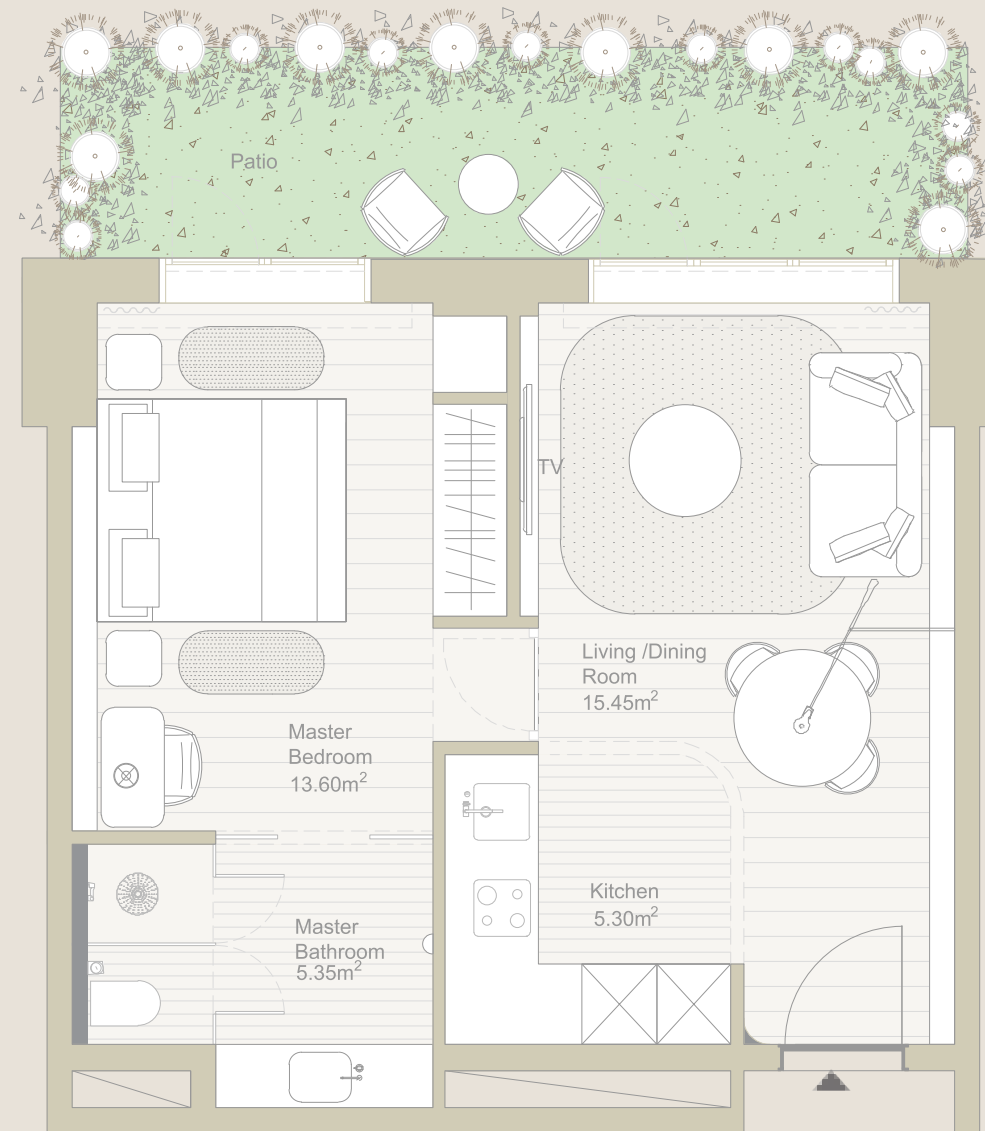 Patio
TV
Living /Dining
Room
15.45m²
Master
Bedroom
13.60m²
Kitchen
5.30m²
Master
Bathroom
5.35m²